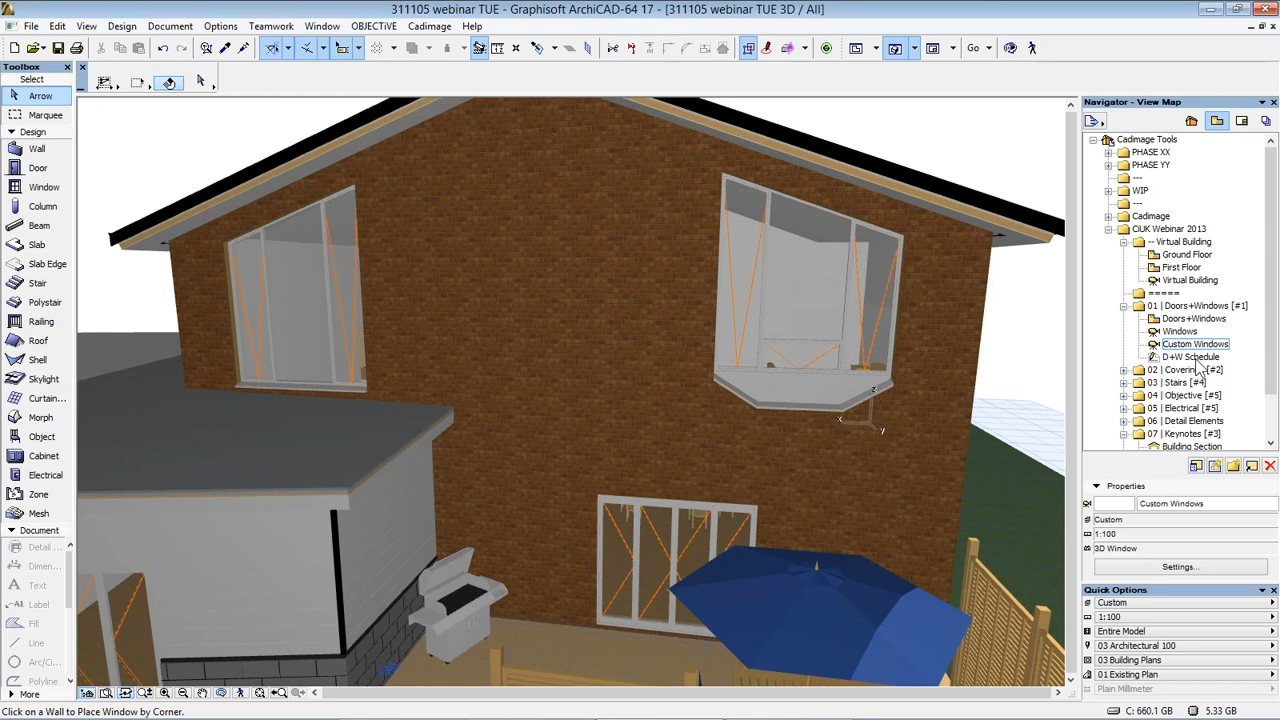 311105 webinar TUE - Graphisoft ArchiCAD-64 17 - [311105 webinar TUE 3D / All]
File Edit View Design Document Options Teamwork Window OBJECTiVE Cadimage Help
Go
Toolbox
Select
Arrow
Marquee
Design
Wall
Door
Window
Column
Beam
Slab
Slab Edge
Stair
Polystair
Railing
Roof
Shell
Skylight
Curtain...
Morph
Object
Cabinet
Electrical
Zone
Mesh
Document
Detail ...
Dimen...
Text
Label
Fill
Line
Arc/Ci...
Polyline
More
z
x
y
Navigator - View Map
Cadimage Tools
PHASE XX
PHASE YY
---
WIP
---
Cadimage
CiUK Webinar 2013
-- Virtual Building
Ground Floor
First Floor
Virtual Building
=====
01 | Doors+Windows [#1]
Doors+Windows
Windows
Custom Windows
D+W Schedule
02 | Coverin [#2]
03 | Stairs [#4]
04 | Objective [#5]
05 | Electrical [#5]
06 | Detail Elements
07 | Keynotes [#3]
Building Section
Properties
Custom Windows
Custom
1:100
3D Window
Settings...
Quick Options
Custom
1:100
Entire Model
03 Architectural 100
03 Building Plans
01 Existing Plan
Plain Millimeter
Click on a Wall to Place Window by Corner.
C: 660.1 GB
5.33 GB